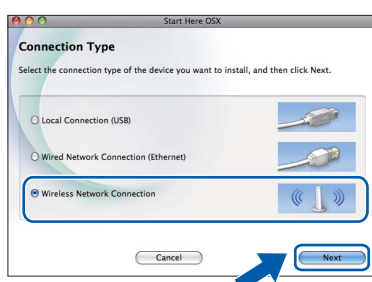 Start Here OSX
Connection Type
Select the connection type of the device you want to install, and then click Next.
Local Connection (USB)
Wired Network Connection (Ethernet)
Wireless Network Connection
Cancel
Next